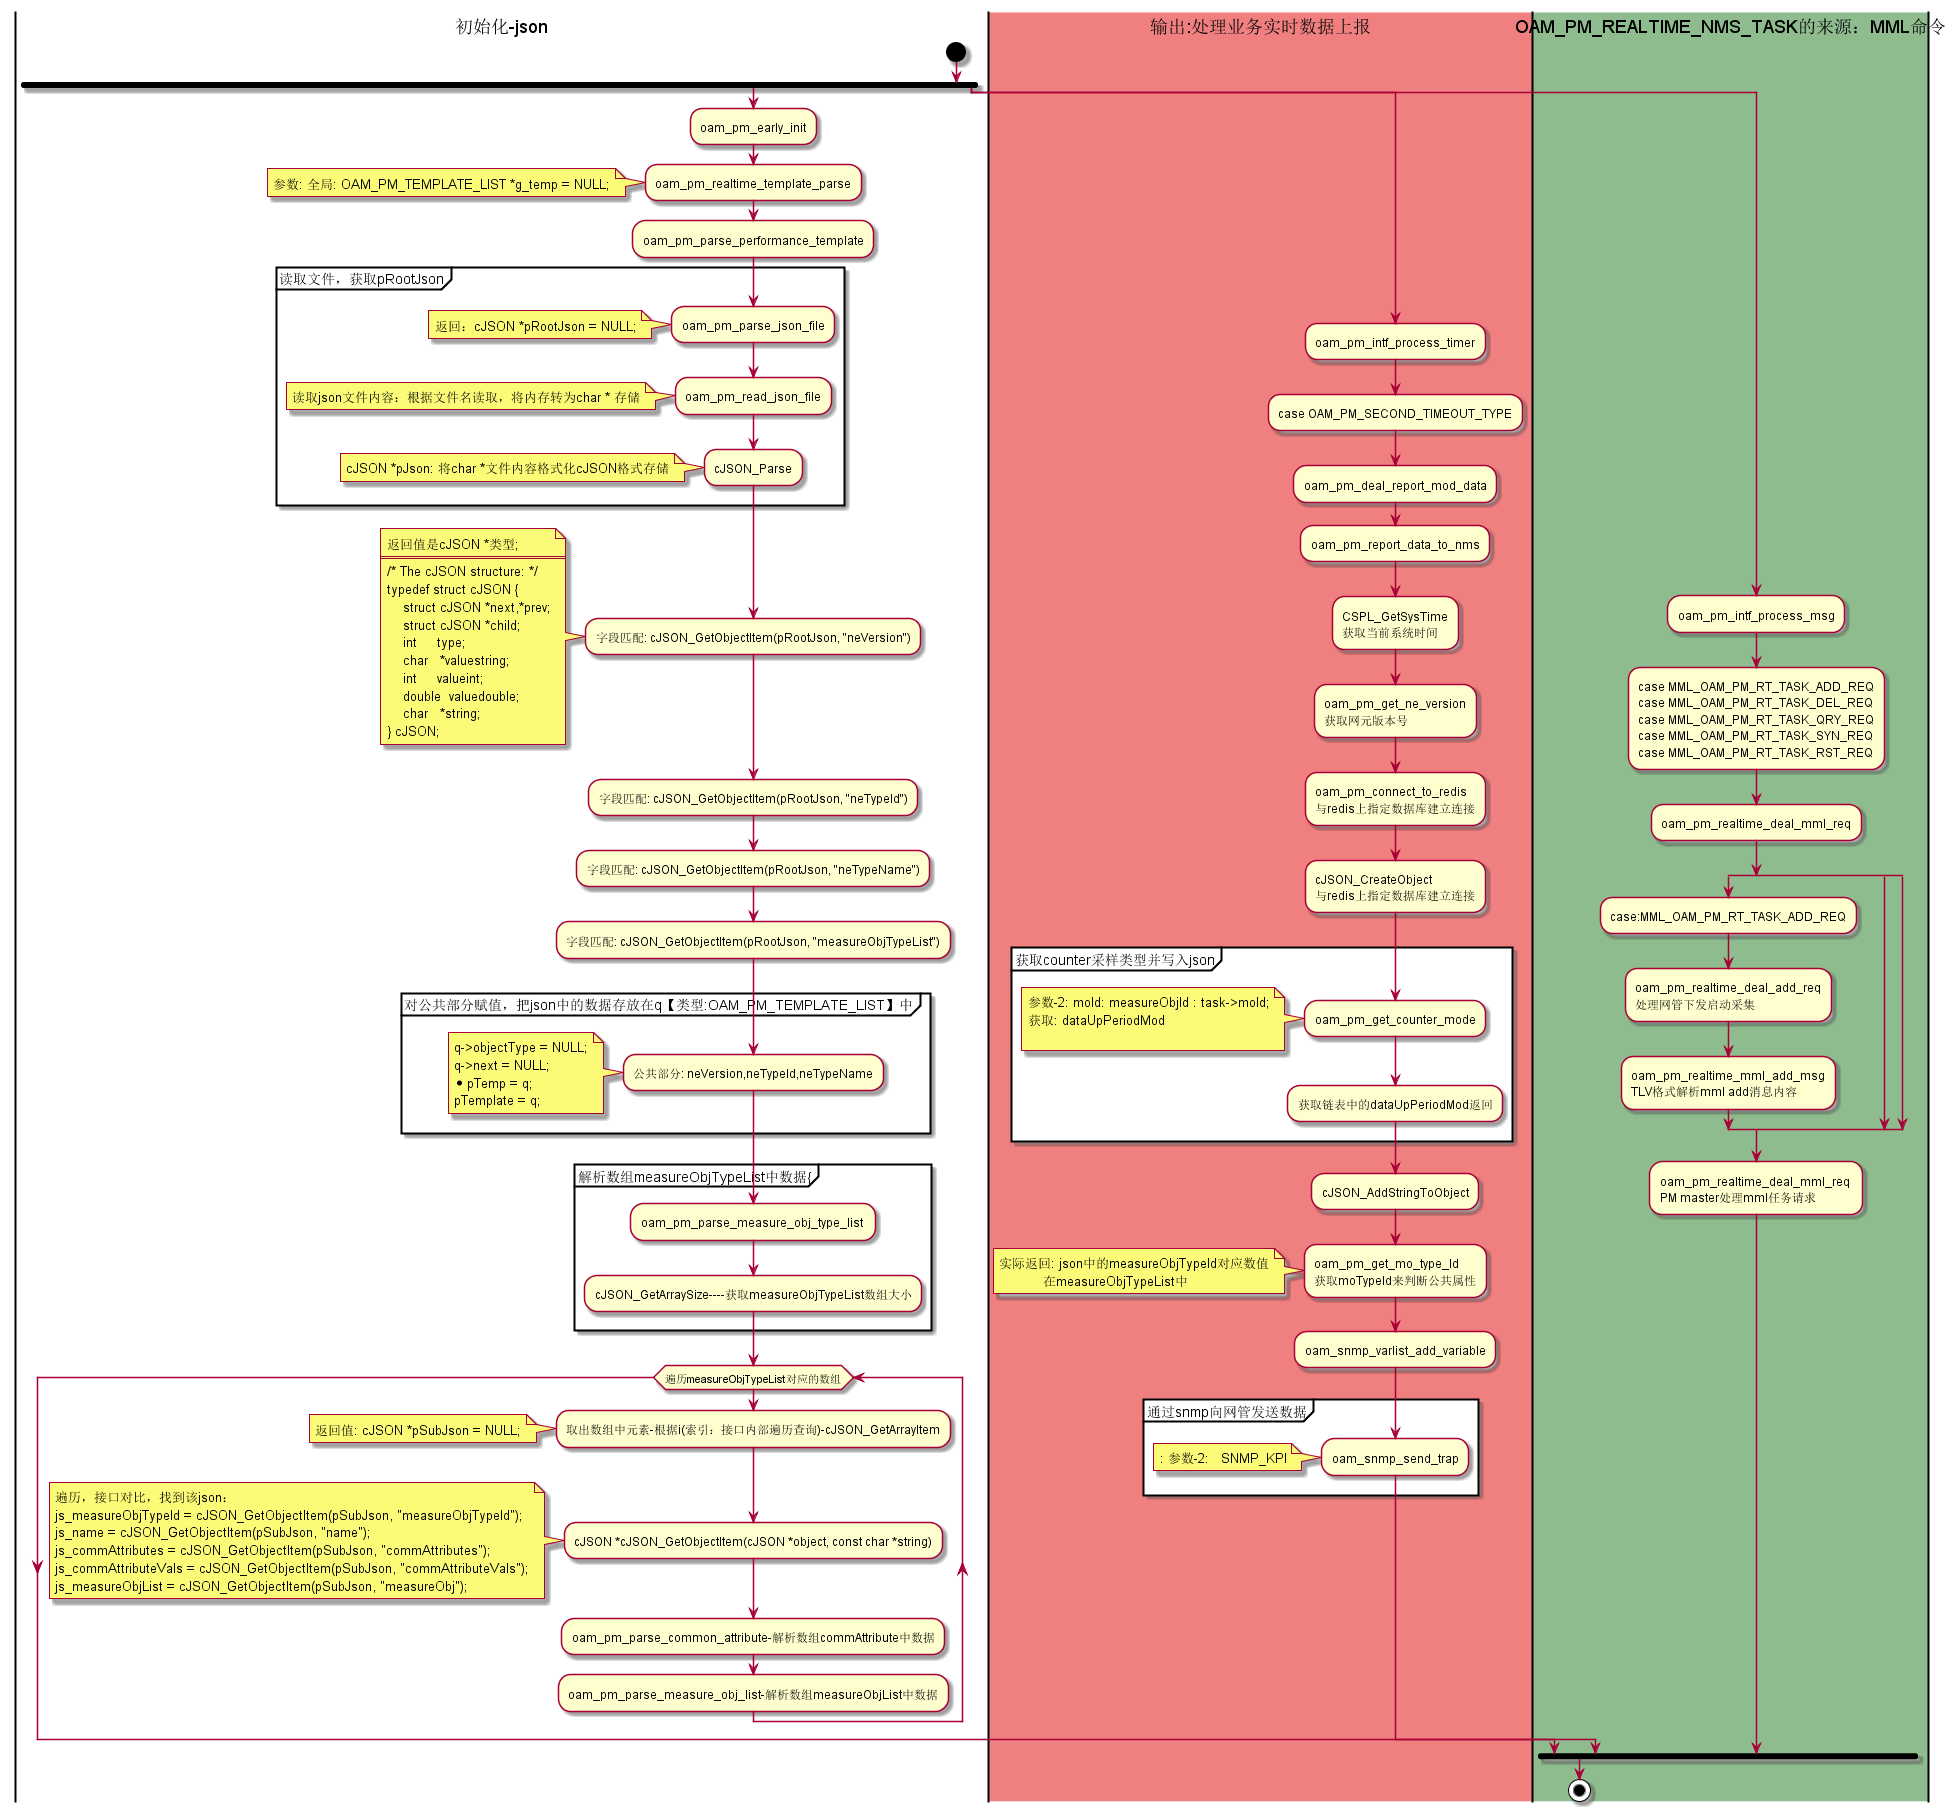 初始化-json
输出:处理业务实时数据上报
OAM_PM_REALTIME_NMS_TASK的来源：MML命令
oam_pm_early_init
参数: 全局: OAM_PM_TEMPLATE_LIST *g_temp = NULL;
oam_pm_realtime_template_parse
oam_pm_parse_performance_template
读取文件，获取pRootJson
返回：cJSON *pRootJson = NULL;
oam_pm_parse_json_file
读取json文件内容：根据文件名读取，将内存转为char * 存储
oam_pm_read_json_file
cJSON *pJson: 将char *文件内容格式化cJSON格式存储
cJSON_Parse
返回值是cJSON *类型;
/* The cJSON structure: */
typedef struct cJSON {
struct cJSON *next,*prev;
struct cJSON *child;
int type;
char *valuestring;
int valueint;
double valuedouble;
char *string;
} cJSON;
字段匹配: cJSON_GetObjectItem(pRootJson, "neVersion")
字段匹配: cJSON_GetObjectItem(pRootJson, "neTypeId")
字段匹配: cJSON_GetObjectItem(pRootJson, "neTypeName")
字段匹配: cJSON_GetObjectItem(pRootJson, "measureObjTypeList")
对公共部分赋值，把json中的数据存放在q【类型:OAM_PM_TEMPLATE_LIST】中
q->objectType = NULL;
q->next = NULL;
• pTemp = q;
pTemplate = q;
公共部分: neVersion,neTypeId,neTypeName
解析数组measureObjTypeList中数据{
oam_pm_parse_measure_obj_type_list
cJSON_GetArraySize----获取measureObjTypeList数组大小
遍历measureObjTypeList对应的数组
返回值: cJSON *pSubJson = NULL;
取出数组中元素-根据i(索引：接口内部遍历查询)-cJSON_GetArrayItem
遍历，接口对比，找到该json：
js_measureObjTypeId = cJSON_GetObjectItem(pSubJson, "measureObjTypeId");
js_name = cJSON_GetObjectItem(pSubJson, "name");
js_commAttributes = cJSON_GetObjectItem(pSubJson, "commAttributes");
js_commAttributeVals = cJSON_GetObjectItem(pSubJson, "commAttributeVals");
js_measureObjList = cJSON_GetObjectItem(pSubJson, "measureObj");
cJSON *cJSON_GetObjectItem(cJSON *object, const char *string)
oam_pm_parse_common_attribute-解析数组commAttribute中数据
oam_pm_parse_measure_obj_list-解析数组measureObjList中数据
oam_pm_intf_process_timer
case OAM_PM_SECOND_TIMEOUT_TYPE
oam_pm_deal_report_mod_data
oam_pm_report_data_to_nms
CSPL_GetSysTime
获取当前系统时间
oam_pm_get_ne_version
获取网元版本号
oam_pm_connect_to_redis
与redis上指定数据库建立连接
cJSON_CreateObject
与redis上指定数据库建立连接
获取counter采样类型并写入json
参数-2: moId: measureObjId : task->moId;
获取: dataUpPeriodMod
oam_pm_get_counter_mode
获取链表中的dataUpPeriodMod返回
cJSON_AddStringToObject
实际返回: json中的measureObjTypeId对应数值
在measureObjTypeList中
oam_pm_get_mo_type_Id
获取moTypeId来判断公共属性
oam_snmp_varlist_add_variable
通过snmp向网管发送数据
: 参数-2: SNMP_KPI
oam_snmp_send_trap
oam_pm_intf_process_msg
case MML_OAM_PM_RT_TASK_ADD_REQ
case MML_OAM_PM_RT_TASK_DEL_REQ
case MML_OAM_PM_RT_TASK_QRY_REQ
case MML_OAM_PM_RT_TASK_SYN_REQ
case MML_OAM_PM_RT_TASK_RST_REQ
oam_pm_realtime_deal_mml_req
case:MML_OAM_PM_RT_TASK_ADD_REQ
oam_pm_realtime_deal_add_req
处理网管下发启动采集
oam_pm_realtime_mml_add_msg
TLV格式解析mml add消息内容
oam_pm_realtime_deal_mml_req
PM master处理mml任务请求